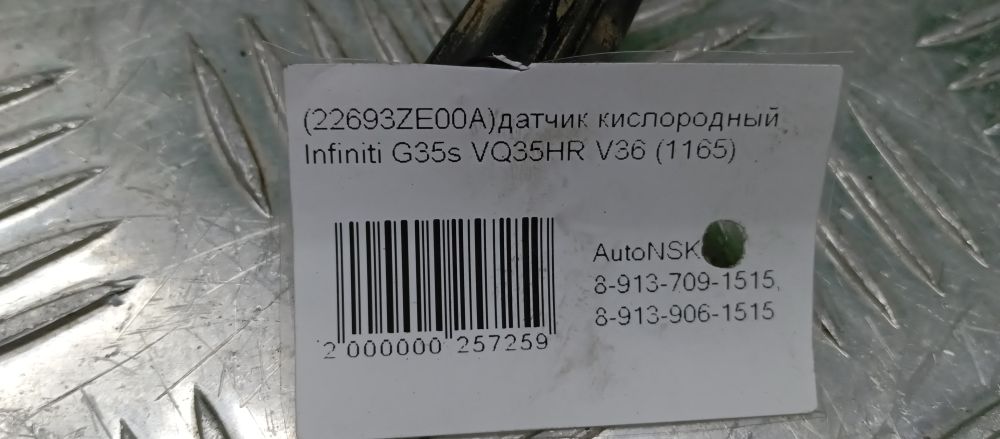 (22693ZE00A)датчик кислородный
Infiniti G35s VQ35HR V36 (1165)
AutoNSK
8-913-709-1515,
8-913-906-1515
2 000000 257259